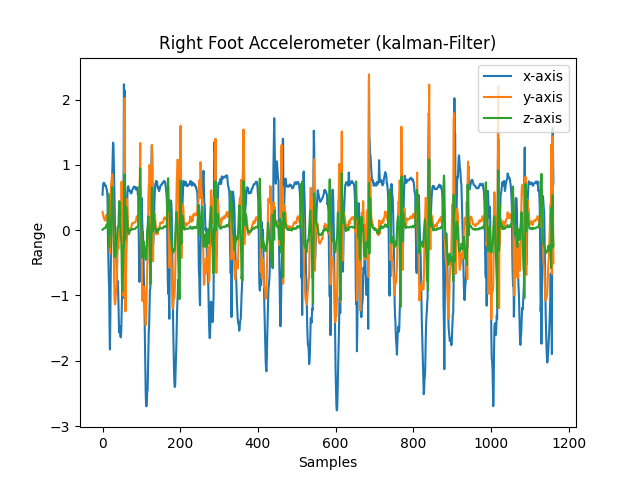 Right Foot Accelerometer (kalman-Filter)
x-axis
y-axis
z-axis
2
1
0
−1
−2
−3
Range
0
200
400
600
800
1000
1200
Samples